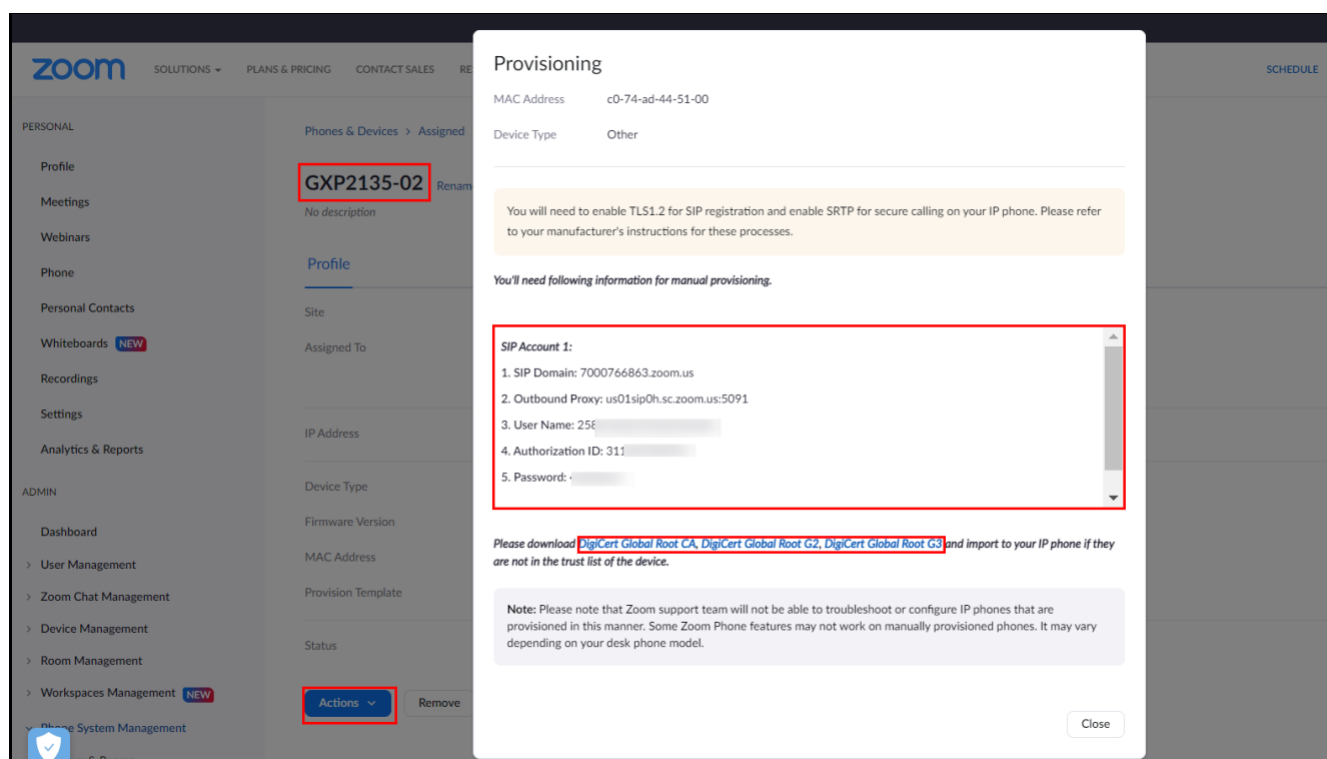 zoom
SOLUTIONS
PLANS & PRICING
CONTACT SALES
RE
SCHEDULE
PERSONAL
Profile
Meetings
Webinars
Phone
Personal Contacts
Whiteboards NEW
Recordings
Settings
Analytics & Reports
ADMIN
Dashboard
User Management
Zoom Chat Management
Device Management
Room Management
Workspaces Management NEW
Phone System Management
Phones & Devices > Assigned
GXP2135-02 Renam
No description
Profile
Site
Assigned To
IP Address
Device Type
Firmware Version
MAC Address
Provision Template
Status
Actions
Remove
Provisioning
MAC Address c0-74-ad-44-51-00
Device Type Other
You will need to enable TLS1.2 for SIP registration and enable SRTP for secure calling on your IP phone. Please refer
to your manufacturer's instructions for these processes.
You'll need following information for manual provisioning.
SIP Account 1:
1. SIP Domain: 7000766863.zoom.us
2. Outbound Proxy: us01sip0h.sc.zoom.us:5091
3. User Name: 258
4. Authorization ID: 311
5. Password:
Please download DigiCert Global Root CA, DigiCert Global Root G2, DigiCert Global Root G3 and import to your IP phone if they
are not in the trust list of the device.
Note: Please note that Zoom support team will not be able to troubleshoot or configure IP phones that are
provisioned in this manner. Some Zoom Phone features may not work on manually provisioned phones. It may vary
depending on your desk phone model.
Close